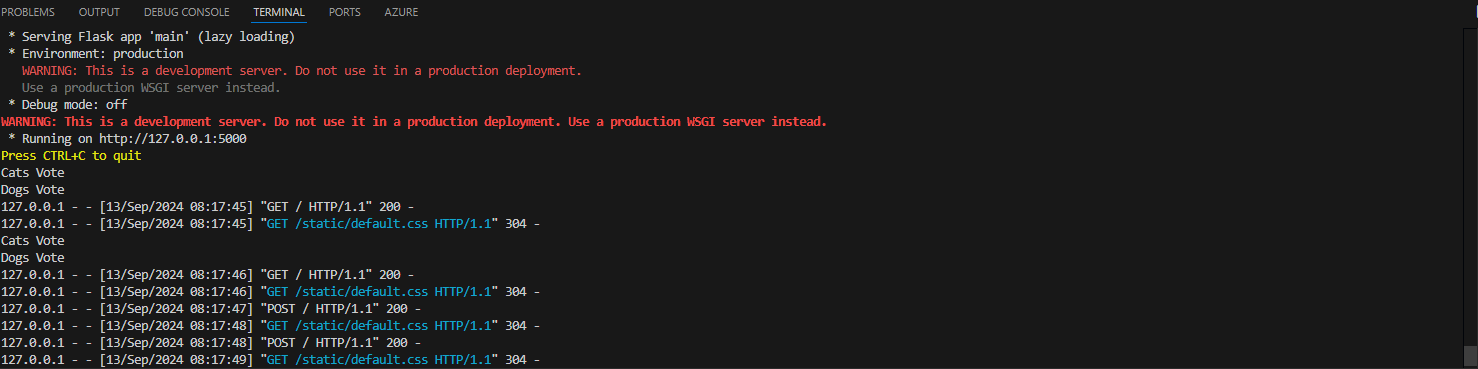 PROBLEMS OUTPUT DEBUG CONSOLE TERMINAL PORTS AZURE
* Serving Flask app 'main' (lazy loading)
* Environment: production
WARNING: This is a development server. Do not use it in a production deployment.
Use a production WSGI server instead.
* Debug mode: off
WARNING: This is a development server. Do not use it in a production deployment. Use a production WSGI server instead.
* Running on http://127.0.0.1:5000
Press CTRL+C to quit
Cats Vote
Dogs Vote
127.0.0.1 - - [13/Sep/2024 08:17:45] "GET / HTTP/1.1" 200 -
127.0.0.1 - - [13/Sep/2024 08:17:45] "GET /static/default.css HTTP/1.1" 304 -
Cats Vote
Dogs Vote
127.0.0.1 - - [13/Sep/2024 08:17:46] "GET / HTTP/1.1" 200 -
127.0.0.1 - - [13/Sep/2024 08:17:46] "GET /static/default.css HTTP/1.1" 304 -
127.0.0.1 - - [13/Sep/2024 08:17:47] "POST / HTTP/1.1" 200 -
127.0.0.1 - - [13/Sep/2024 08:17:48] "GET /static/default.css HTTP/1.1" 304 -
127.0.0.1 - - [13/Sep/2024 08:17:48] "POST / HTTP/1.1" 200 -
127.0.0.1 - - [13/Sep/2024 08:17:49] "GET /static/default.css HTTP/1.1" 304 -